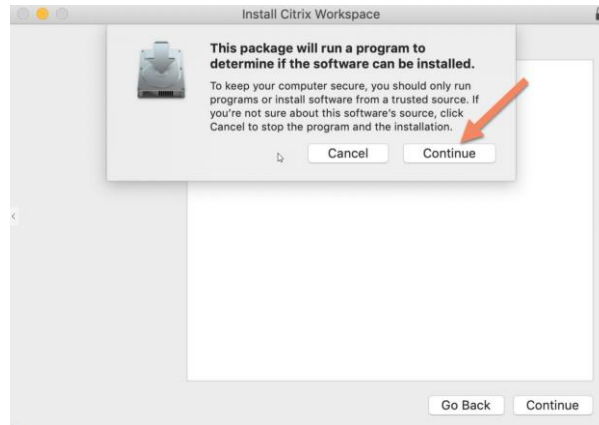 Install Citrix Workspace
This package will run a program to
determine if the software can be installed.
To keep your computer secure, you should only run
programs or install software from a trusted source. If
you're not sure about this software's source, click
Cancel to stop the program and the installation.
Cancel Continue
Go Back Continue